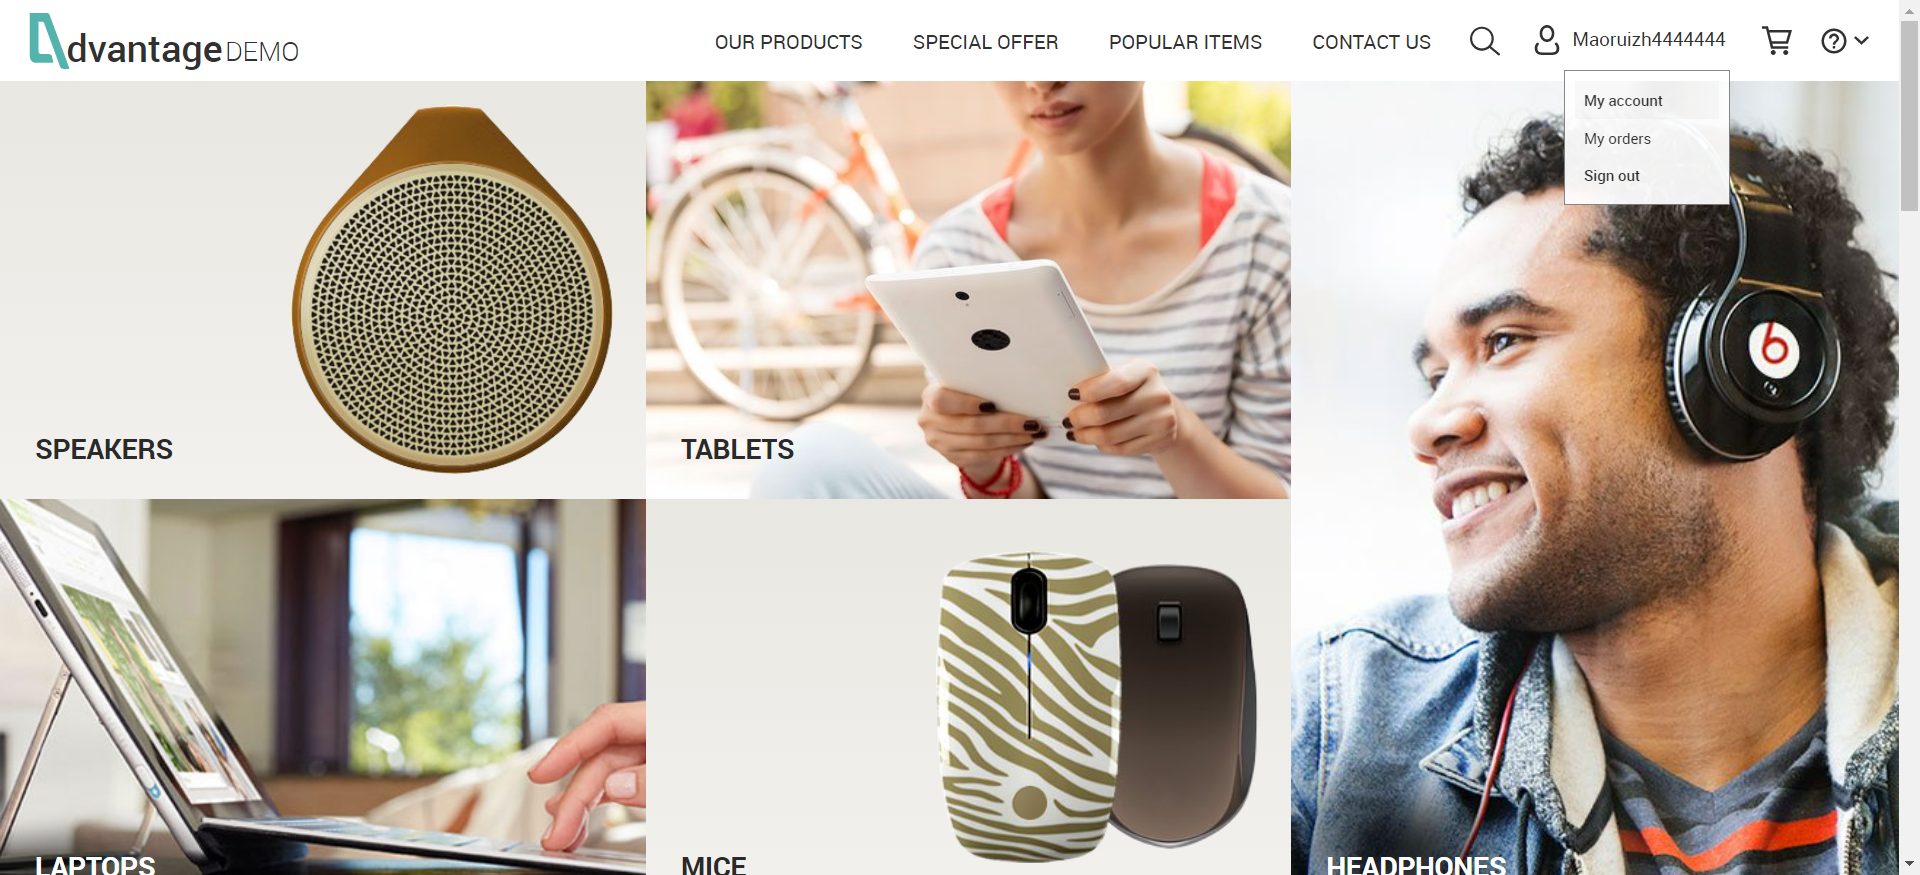 dvantage DEMO
OUR PRODUCTS
SPECIAL OFFER
POPULAR ITEMS
CONTACT US
Maoruizh4444444
My account
My orders
Sign out
SPEAKERS
TABLETS
LAPTOPS
MICE
HEADPHONES